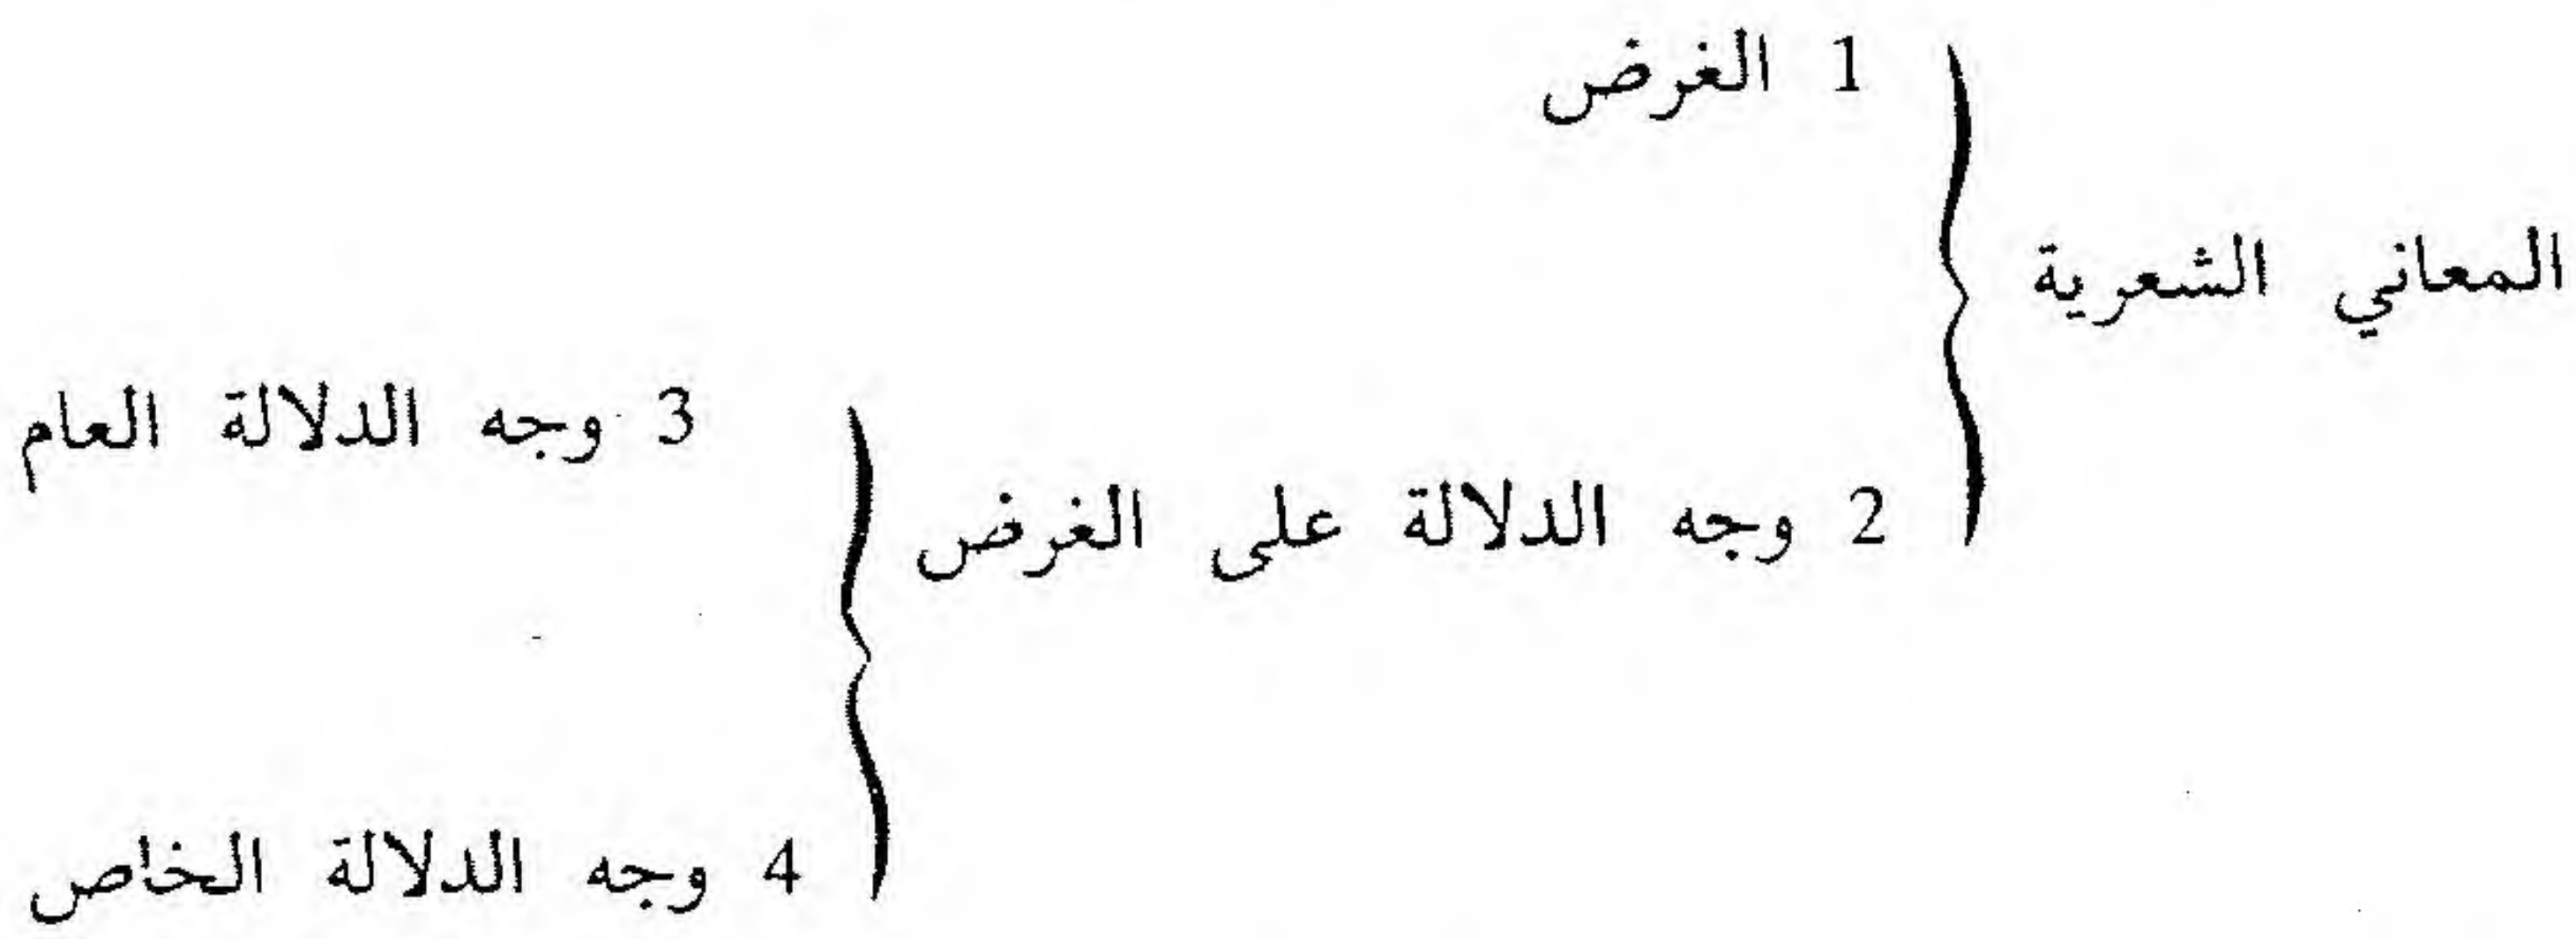 1 الغرض
المعاني الشعرية
3 وجه الدلالة العام
2 وجه الدلالة على الغرض
4 وجه الدلالة الخاص